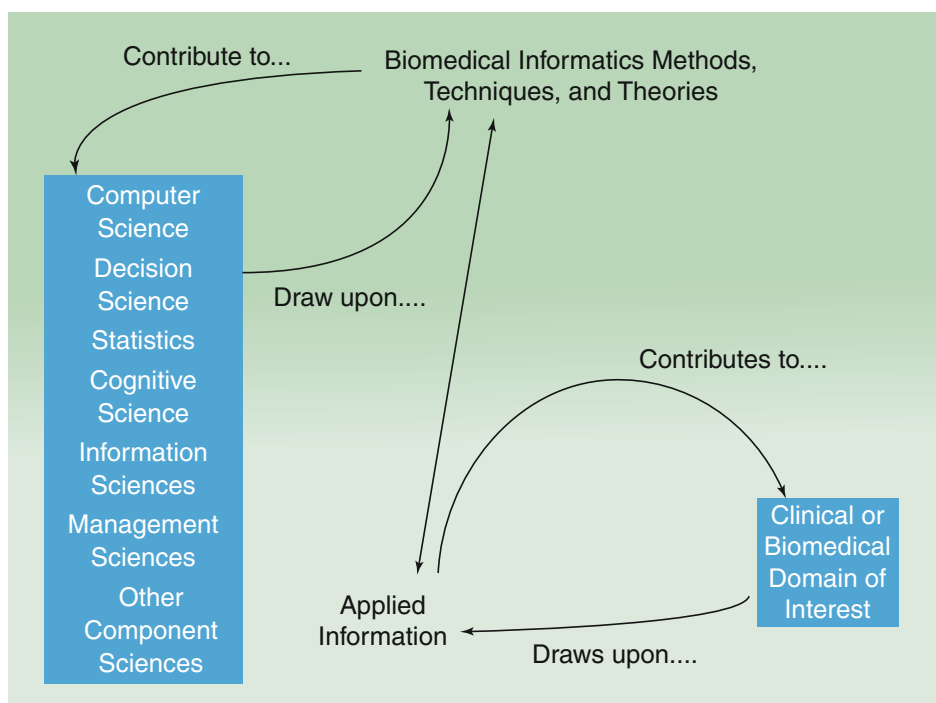 Contribute to...
Biomedical Informatics Methods,
Techniques, and Theories
Computer
Science
Decision
Science
Statistics
Cognitive
Science
Information
Sciences
Management
Sciences
Other
Component
Sciences
Draw upon....
Contributes to....
Clinical or
Biomedical
Domain of
Interest
Applied
Information
Draws upon....